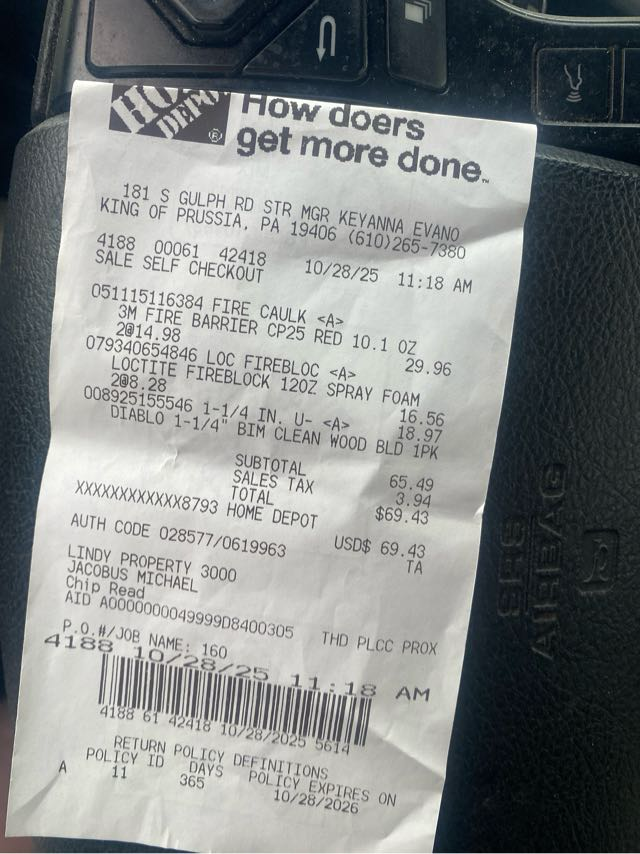 HO
DEPO ®
How doers
get more done.™
181 S GULPH RD STR MGR KEYANNA EVANO
KING OF PRUSSIA, PA 19406 (610)265-7380
4188 00061 42418 10/28/25 11:18 AM
SALE SELF CHECKOUT
051115116384 FIRE CAULK <A>
3M FIRE BARRIER CP25 RED 10.1 OZ
2@14.98 29.96
079340654846 LOC FIREBLOC <A>
LOCTITE FIREBLOCK 12OZ SPRAY FOAM
2@8.28 16.56
008925155546 1-1/4 IN. U- <A> 18.97
DIABLO 1-1/4" BIM CLEAN WOOD BLD 1PK
SUBTOTAL 65.49
SALES TAX 3.94
TOTAL $69.43
XXXXXXXXXXXX8793 HOME DEPOT
USD$ 69.43
AUTH CODE 028577/0619963 TA
LINDY PROPERTY 3000
JACOBUS MICHAEL
Chip Read
AID A0000000049999D8400305 THD PLCC PROX
P.O.#/JOB NAME: 160
4188 10/28/25 11:18 AM
4188 61 42418 10/28/2025 5614
RETURN POLICY DEFINITIONS
POLICY ID DAYS POLICY EXPIRES ON
A 11 365 10/28/2026
SRS
AIRBAG